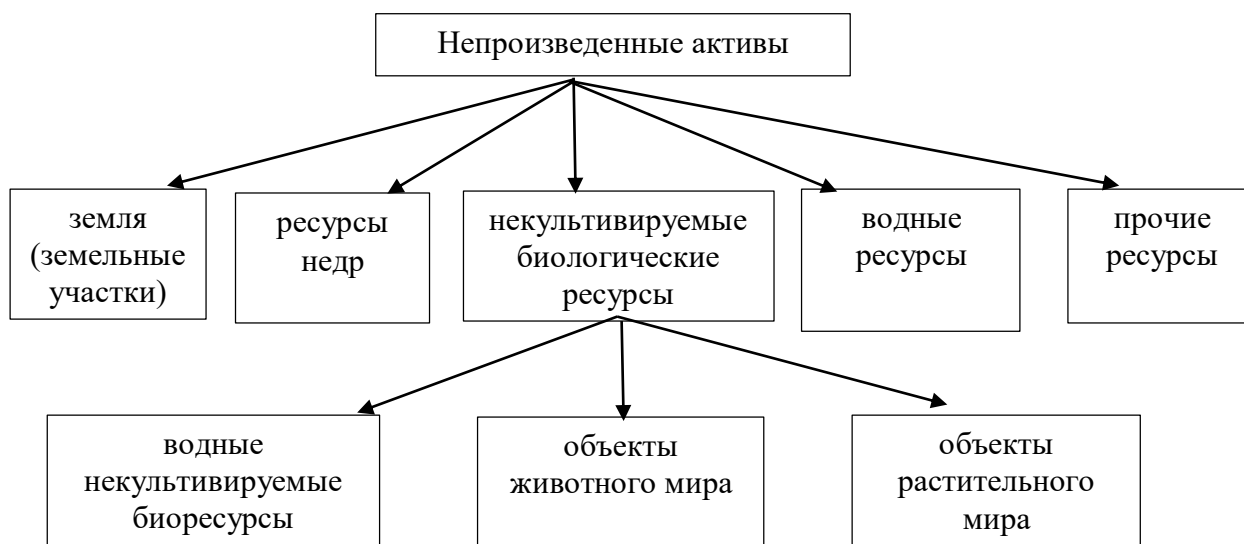 Непроизведенные активы
земля
(земельные
участки)
ресурсы
недр
некультивируемые
биологические
ресурсы
водные
ресурсы
прочие
ресурсы
водные
некультивируемые
биоресурсы
объекты
животного мира
объекты
растительного
мира